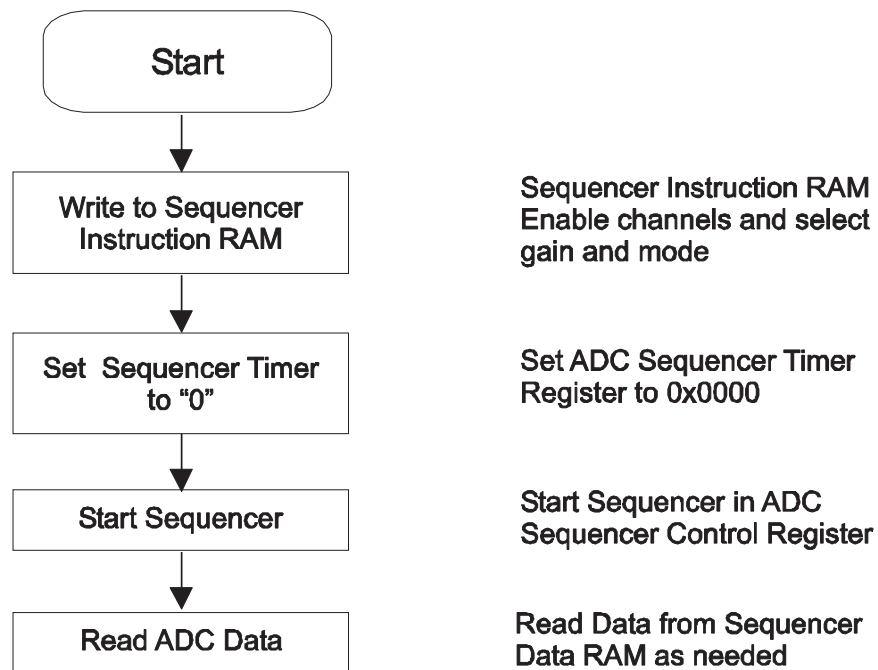 Start
Write to Sequencer
Instruction RAM
Sequencer Instruction RAM
Enable channels and select
gain and mode
Set Sequencer Timer
to “0”
Set ADC Sequencer Timer
Register to 0x0000
Start Sequencer
Start Sequencer in ADC
Sequencer Control Register
Read ADC Data
Read Data from Sequencer
Data RAM as needed